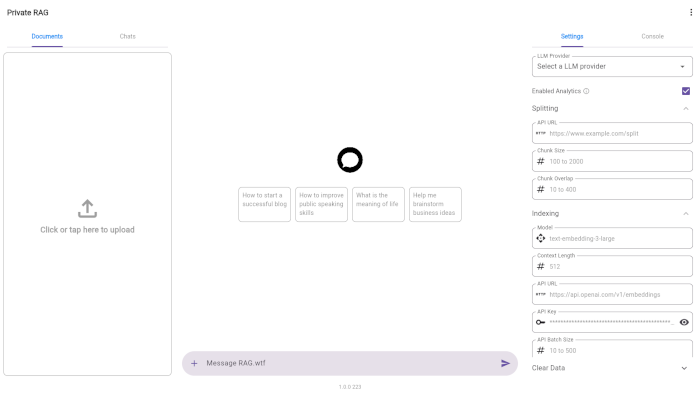 Private RAG
Documents
Chats
Click or tap here to upload
How to start a
successful blog
How to improve
public speaking
skills
What is the
meaning of life
Help me
brainstorm
business ideas
Message RAG.wtf
1.0.0.223
Settings
Console
LLM Provider
Select a LLM provider
Enabled Analytics
Splitting
API URL
HTTP https://www.example.com/split
Chunk Size
# 100 to 2000
Chunk Overlap
# 10 to 400
Indexing
Model
text-embedding-3-large
Context Length
# 512
API URL
HTTP https://api.openai.com/v1/embeddings
API Key
API Batch Size
# 10 to 500
Clear Data